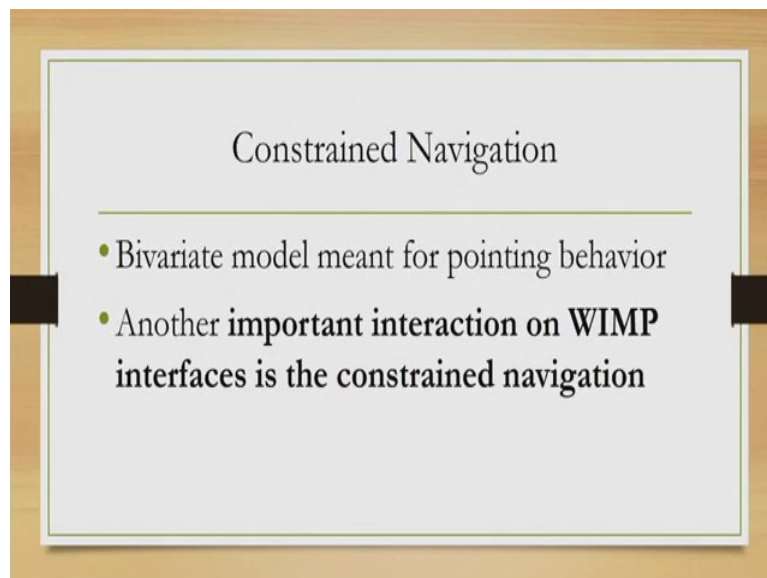 Constrained Navigation
• Bivariate model meant for pointing behavior
• Another important interaction on WIMP
interfaces is the constrained navigation